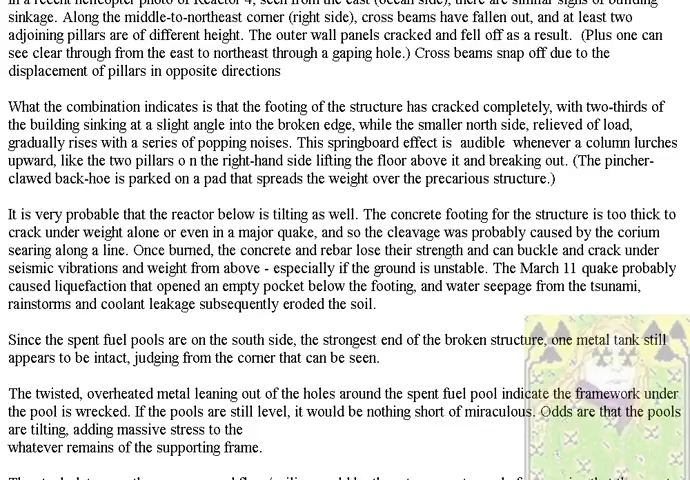 In a recent helicopter photo of Reactor 4, seen from the east (ocean side), there are similar signs of building
sinkage. Along the middle-to-northeast corner (right side), cross beams have fallen out, and at least two
adjoining pillars are of different height. The outer wall panels cracked and fell off as a result.  (Plus one can
see clear through from the east to northeast through a gaping hole.) Cross beams snap off due to the
displacement of pillars in opposite directions
What the combination indicates is that the footing of the structure has cracked completely, with two-thirds of
the building sinking at a slight angle into the broken edge, while the smaller north side, relieved of load,
gradually rises with a series of popping noises. This springboard effect is  audible  whenever a column lurches
upward, like the two pillars o n the right-hand side lifting the floor above it and breaking out. (The pincher-
clawed back-hoe is parked on a pad that spreads the weight over the precarious structure.)
It is very probable that the reactor below is tilting as well. The concrete footing for the structure is too thick to
crack under weight alone or even in a major quake, and so the cleavage was probably caused by the corium
searing along a line. Once burned, the concrete and rebar lose their strength and can buckle and crack under
seismic vibrations and weight from above - especially if the ground is unstable. The March 11 quake probably
caused liquefaction that opened an empty pocket below the footing, and water seepage from the tsunami,
rainstorms and coolant leakage subsequently eroded the soil.
Since the spent fuel pools are on the south side, the strongest end of the broken structure, one metal tank still
appears to be intact, judging from the corner that can be seen.
The twisted, overheated metal leaning out of the holes around the spent fuel pool indicate the framework under
the pool is wrecked. If the pools are still level, it would be nothing short of miraculous. Odds are that the pools
are tilting, adding massive stress to the
whatever remains of the supporting frame.